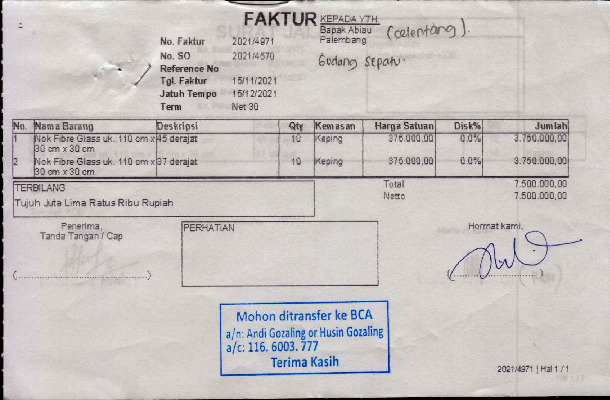 FAKTUR
KEPADA YTH.
Bapak Abiau (celentang).
Palembang
Gudang Sepatu.
No. Faktur 2021/4971
No. SO 2021/4570
Reference No
Tgl. Faktur 15/11/2021
Jatuh Tempo 15/12/2021
Term Net 30
No. Nama Barang Deskripsi Qty Kemasan Harga Satuan Disk% Jumlah
1 Nok Fibre Glass uk. 110 cm x 45 derajat 10 Keping 375.000,00 0.0% 3.750.000,00
30 cm x 30 cm
2 Nok Fibre Glass uk. 110 cm x 37 derajat 10 Keping 375.000,00 0.0% 3.750.000,00
30 cm x 30 cm
TERBILANG
Tujuh Juta Lima Ratus Ribu Rupiah
Total 7.500.000,00
Netto 7.500.000,00
Penerima,
Tanda Tangan / Cap
(....................)
PERHATIAN
Hormat kami,
(....................)
Mohon ditransfer ke BCA
a/n: Andi Gozaling or Husin Gozaling
a/c: 116. 6003. 777
Terima Kasih
2021/4971 | Hal 1 / 1